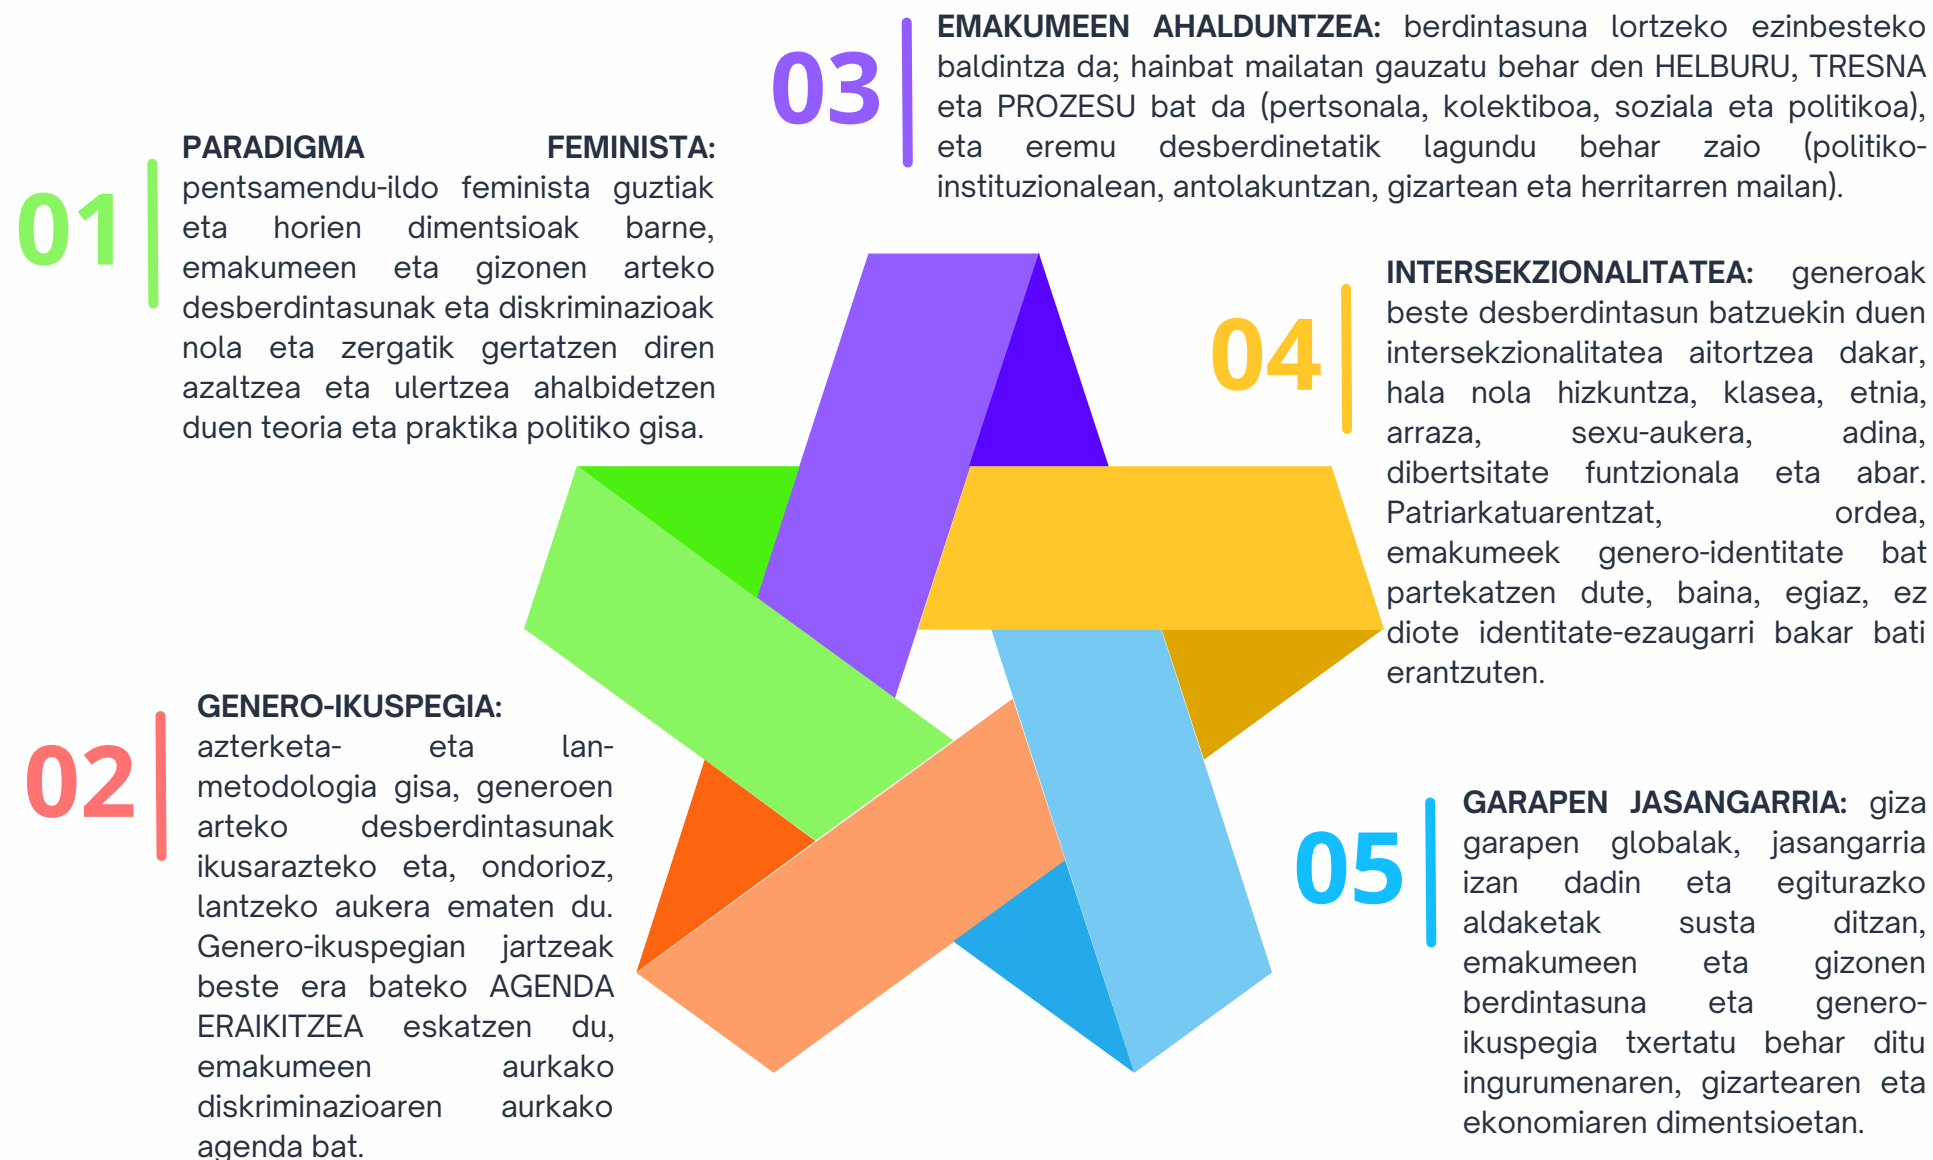 01
PARADIGMA FEMINISTA:
pentsamendu-ildo feminista guztiak
eta horien dimentsioak barne,
emakumeen eta gizonen arteko
desberdintasunak eta diskriminazioak
nola eta zergatik gertatzen diren
azaltzea eta ulertzea ahalbidetzen
duen teoria eta praktika politiko gisa.
02
GENERO-IKUSPEGIA:
azterketa- eta lan-
metodologia gisa, generoen
arteko desberdintasunak
ikusarazteko eta, ondorioz,
lantzeko aukera ematen du.
Genero-ikuspegian jartzeak
beste era bateko AGENDA
ERAIKITZEA eskatzen du,
emakumeen aurkako
diskriminazioaren aurkako
agenda bat.
03
EMAKUMEEN AHALDUNTZEA: berdintasuna lortzeko ezinbesteko
baldintza da; hainbat mailatan gauzatu behar den HELBURU, TRESNA
eta PROZESU bat da (pertsonala, kolektiboa, soziala eta politikoa),
eta eremu desberdinetatik lagundu behar zaio (politiko-
instituzionalean, antolakuntzan, gizartean eta herritarren mailan).
04
INTERSEKZIONALITATEA: generoak
beste desberdintasun batzuekin duen
intersekzionalitatea aitortzea dakar,
hala nola hizkuntza, klasea, etnia,
arraza, sexu-aukera, adina,
dibertsitate funtzionala eta abar.
Patriarkatuarentzat, ordea,
emakumeek genero-identitate bat
partekatzen dute, baina, egiaz, ez
diote identitate-ezaugarri bakar bati
erantzuten.
05
GARAPEN JASANGARRIA: giza
garapen globalak, jasangarria
izan dadin eta egiturazko
aldaketak susta ditzan,
emakumeen eta gizonen
berdintasuna eta genero-
ikuspegia txertatu behar ditu
ingurumenaren, gizartearen eta
ekonomiaren dimentsioetan.